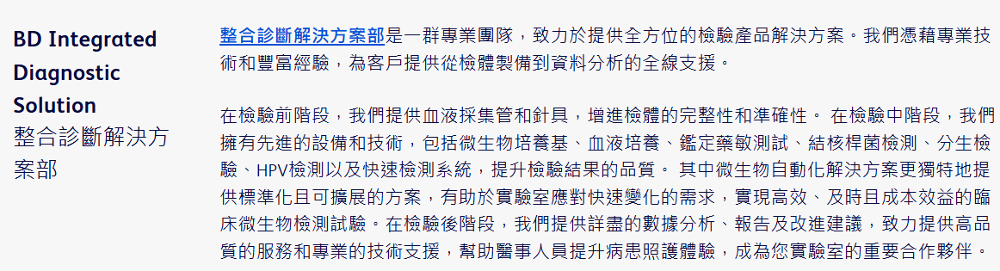 BD Integrated
Diagnostic
Solution
整合診斷解決方
案部
整合診斷解決方案部是一群專業團隊，致力於提供全方位的檢驗產品解決方案。我們憑藉專業技
術和豐富經驗，為客戶提供從檢體製備到資料分析的全線支援。
在檢驗前階段，我們提供血液採集管和針具，增進檢體的完整性和準確性。 在檢驗中階段，我們
擁有先進的設備和技術，包括微生物培養基、血液培養、鑑定藥敏測試、結核桿菌檢測、分生檢
驗、HPV檢測以及快速檢測系統，提升檢驗結果的品質。 其中微生物自動化解決方案更獨特地提
供標準化且可擴展的方案，有助於實驗室應對快速變化的需求，實現高效、及時且成本效益的臨
床微生物檢測試驗。在檢驗後階段，我們提供詳盡的數據分析、報告及改進建議，致力提供高品
質的服務和專業的技術支援，幫助醫事人員提升病患照護體驗，成為您實驗室的重要合作夥伴。